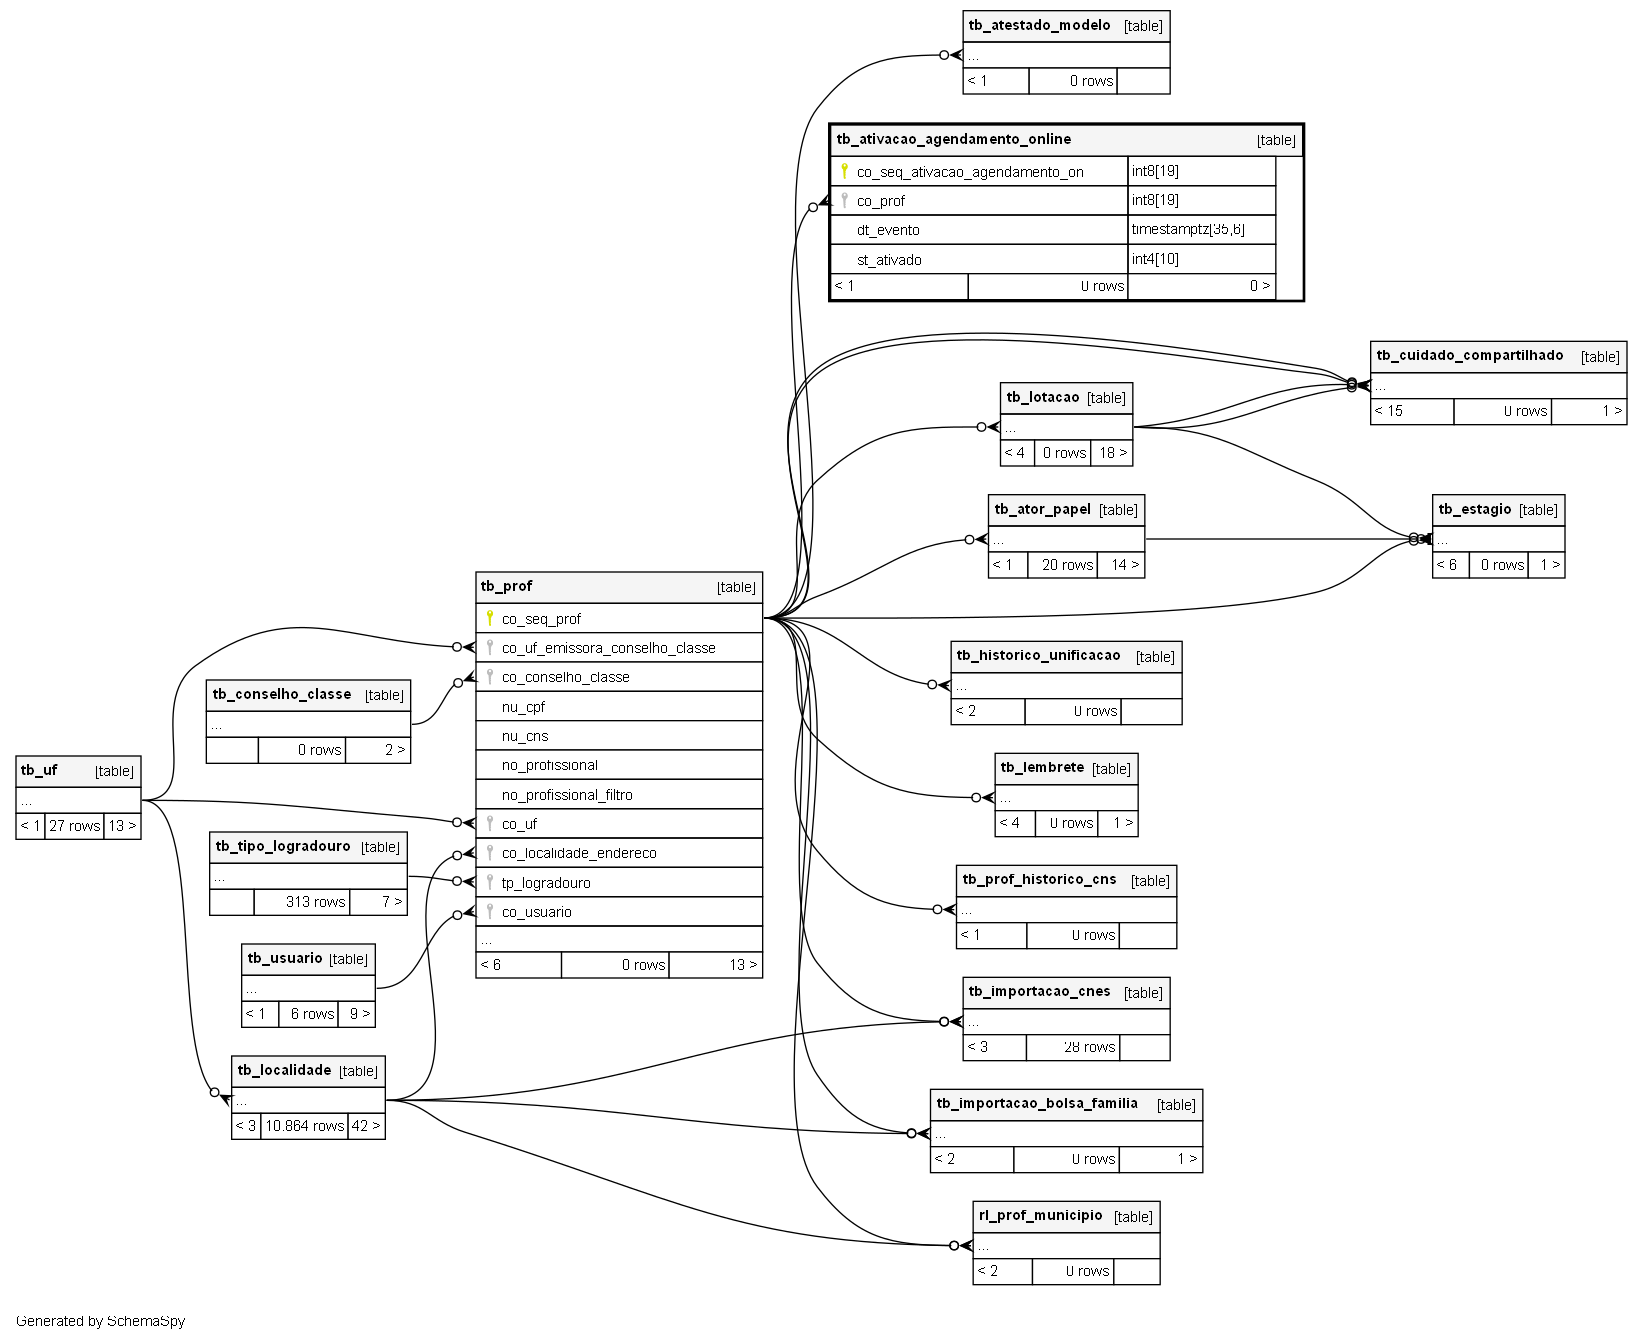 tb_atestado_modelo [table]
...
< 1 0 rows
tb_ativacao_agendamento_online [table]
co_seq_ativacao_agendamento_on int8[19]
co_prof int8[19]
dt_evento timestamptz[35,6]
st_ativado int4[10]
< 1 0 rows 0 >
tb_cuidado_compartilhado [table]
...
< 15 0 rows 1 >
tb_lotacao [table]
...
< 4 0 rows 18 >
tb_ator_papel [table]
...
< 1 20 rows 14 >
tb_estagio [table]
...
< 6 0 rows 1 >
tb_prof [table]
co_seq_prof
co_uf_emissora_conselho_classe
co_conselho_classe
nu_cpf
nu_cns
no_profissional
no_profissional_filtro
co_uf
co_localidade_endereco
tp_logradouro
co_usuario
...
< 6 0 rows 13 >
tb_historico_unificacao [table]
...
< 2 0 rows
tb_conselho_classe [table]
...
0 rows 2 >
tb_uf [table]
...
< 1 27 rows 13 >
tb_lembrete [table]
...
< 4 0 rows 1 >
tb_tipo_logradouro [table]
...
313 rows 7 >
tb_prof_historico_cns [table]
...
< 1 0 rows
tb_usuario [table]
...
< 1 6 rows 9 >
tb_importacao_cnes [table]
...
< 3 28 rows
tb_localidade [table]
...
< 3 10.864 rows 42 >
tb_importacao_bolsa_familia [table]
...
< 2 0 rows 1 >
rl_prof_municipio [table]
...
< 2 0 rows
Generated by SchemaSpy